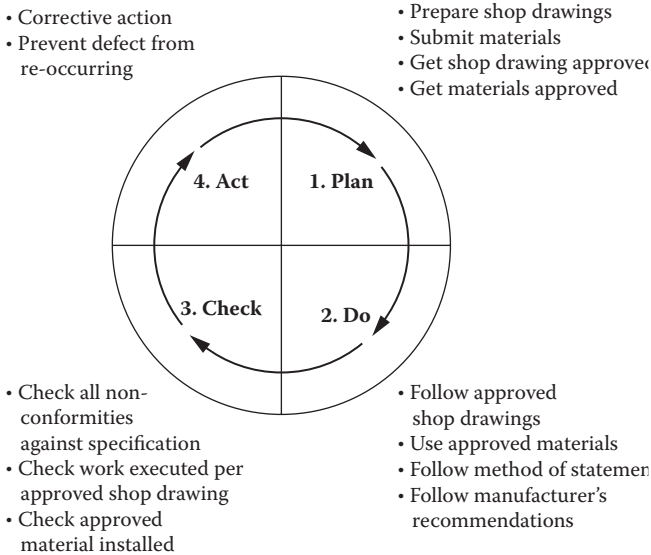 • Corrective action
• Prevent defect from
re-occurring
• Prepare shop drawings
• Submit materials
• Get shop drawing approved
• Get materials approved
4. Act
1. Plan
3. Check
2. Do
• Check all non-
conformities
against specification
• Check work executed per
approved shop drawing
• Check approved
material installed
• Follow approved
shop drawings
• Use approved materials
• Follow method of statemen
• Follow manufacturer's
recommendations